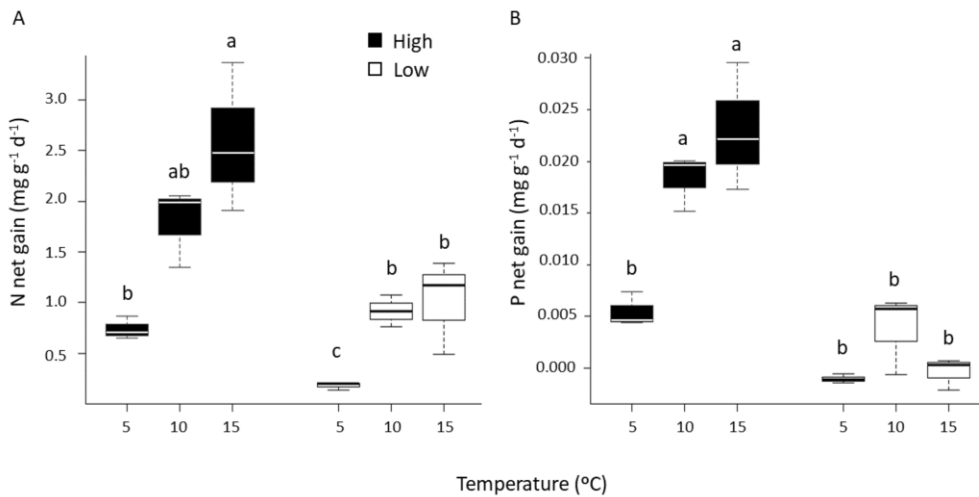 A
N net gain (mg g⁻¹ d⁻¹)
3.0
2.5
2.0
1.5
1.0
0.5
High
Low
b
ab
a
c
b
b
5
10
15
5
10
15
B
P net gain (mg g⁻¹ d⁻¹)
0.030
0.025
0.020
0.015
0.010
0.005
0.000
b
a
a
b
b
b
5
10
15
5
10
15
Temperature (ºC)